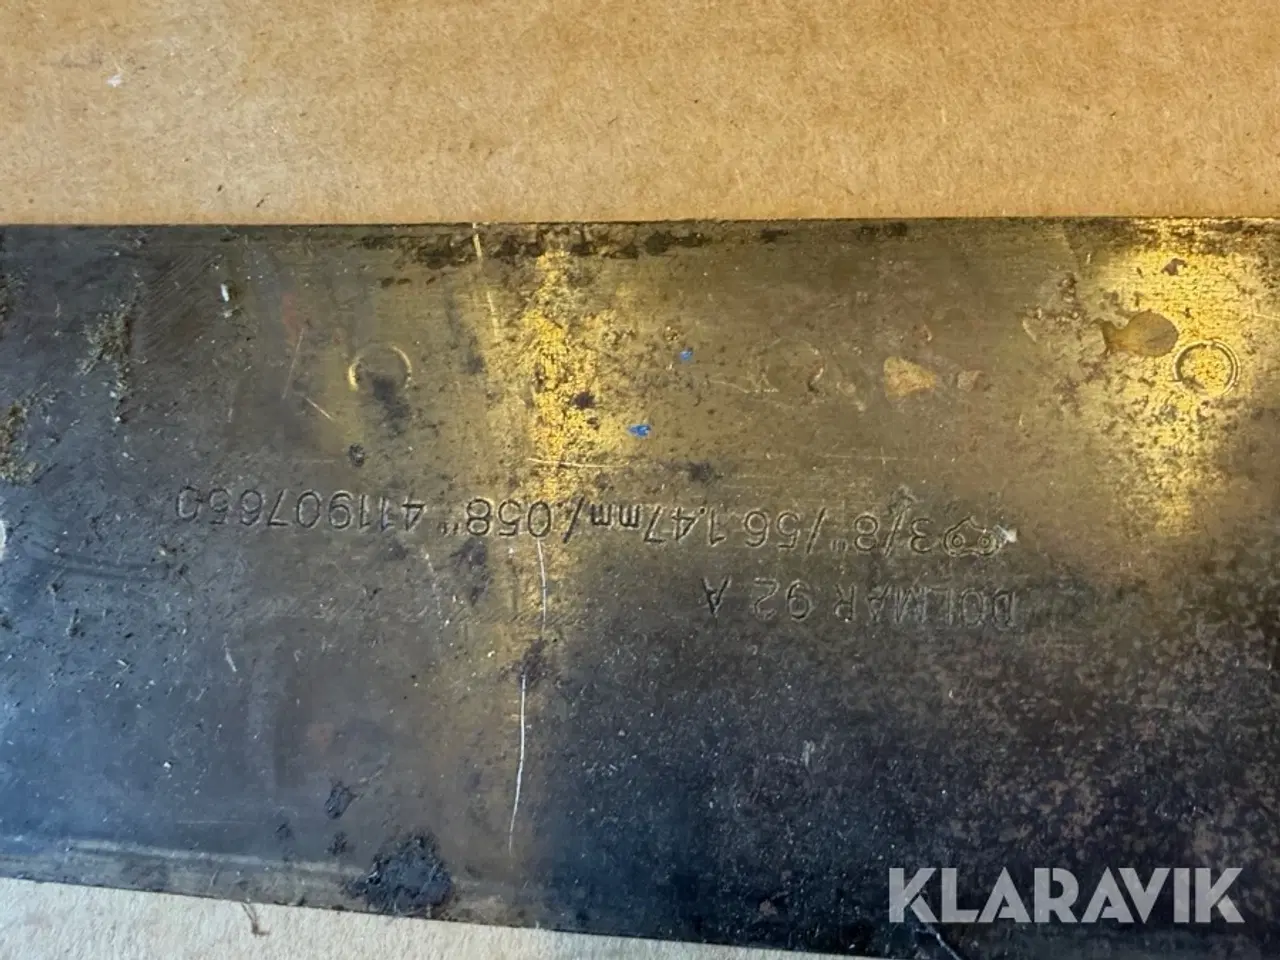 DOLMAR 92 A
3/8"/56 1.47mm/.058" 411907650
KLARAVIK